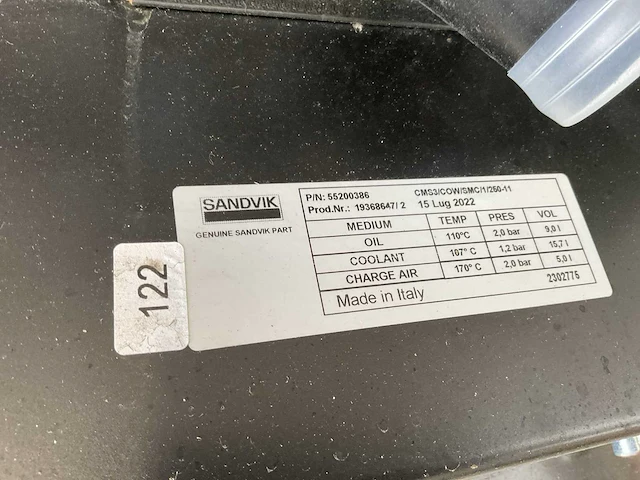 SANDVIK
GENUINE SANDVIK PART
P/N: 55200386 CMS3/COW/SMC/1/250-11
Prod.Nr.: 19368647/ 2 15 Lug 2022
MEDIUM TEMP PRES VOL
OIL 110°C 2,0 bar 9,0 l
COOLANT 107° C 1,2 bar 15,7 l
CHARGE AIR 170° C 2,0 bar 5,0 l
Made in Italy 2302775
122